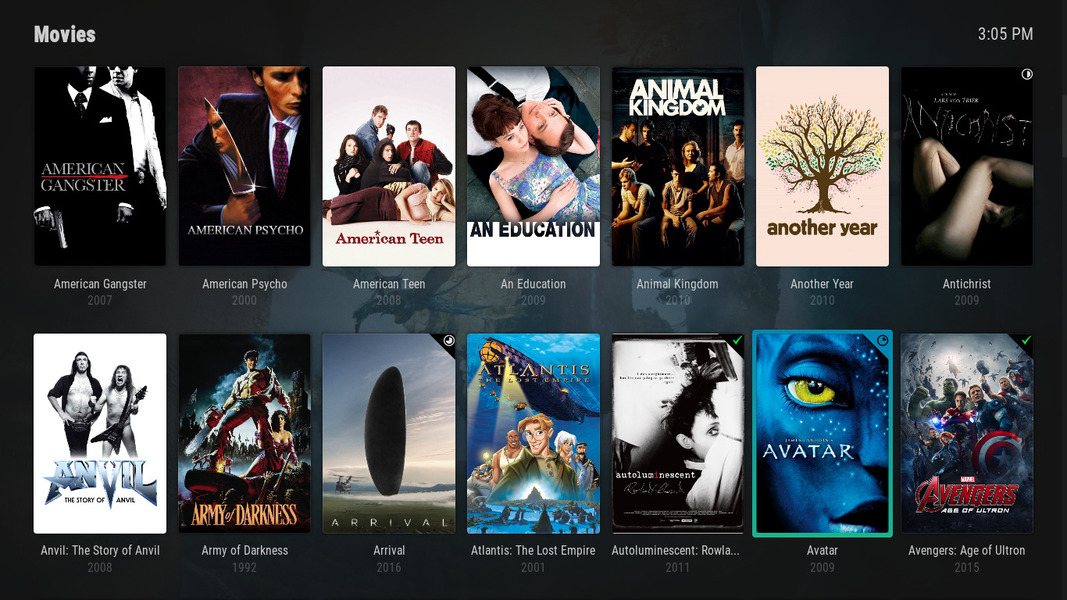 Movies
3:05 PM
AMERICAN
GANGSTER
AMERICAN PSYCHO
American Teen
AN EDUCATION
ANIMAL
KINGDOM
another year
LARS VON TRIER
ANTICHRIST
American Gangster
American Psycho
American Teen
An Education
Animal Kingdom
Another Year
Antichrist
2007
2000
2008
2009
2010
2010
2009
ANVIL
THE STORY OF ANVIL
ARMY of DARKNESS
ARRIVAL
ATLANTIS
THE LOST EMPIRE
autoluminescent
JAMES CAMERON'S
AVATAR
MARVEL
AVENGERS
AGE OF ULTRON
Anvil: The Story of Anvil
Army of Darkness
Arrival
Atlantis: The Lost Empire
Autoluminescent: Rowla...
Avatar
Avengers: Age of Ultron
2008
1992
2016
2001
2011
2009
2015